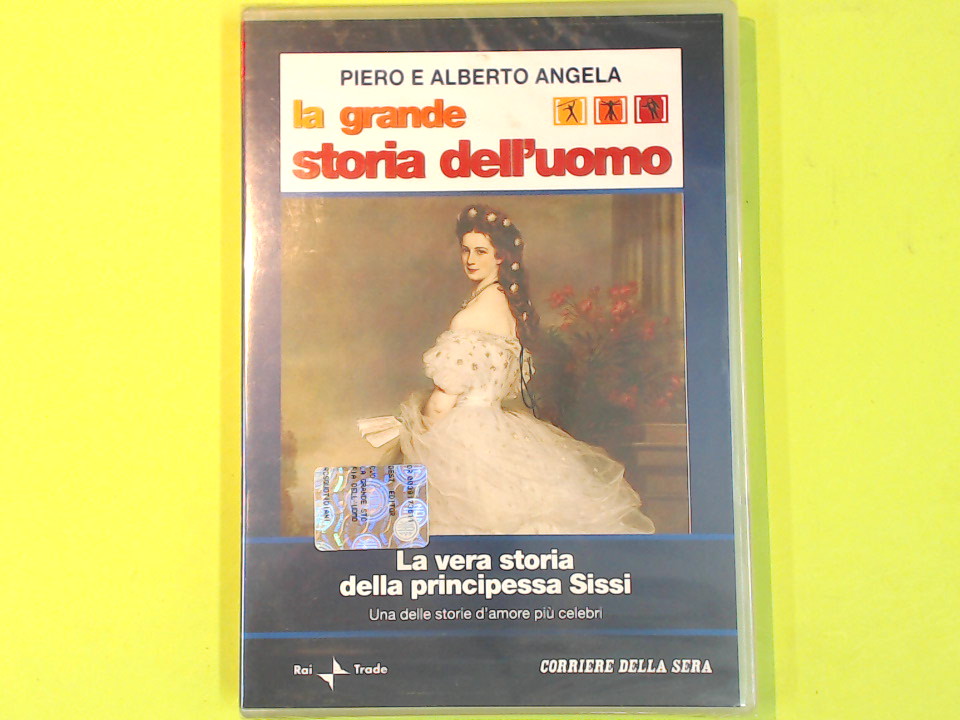 PIERO E ALBERTO ANGELA
la grande
storia dell'uomo
La vera storia
della principessa Sissi
Una delle storie d'amore più celebri
Rai Trade
CORRIERE DELLA SERA